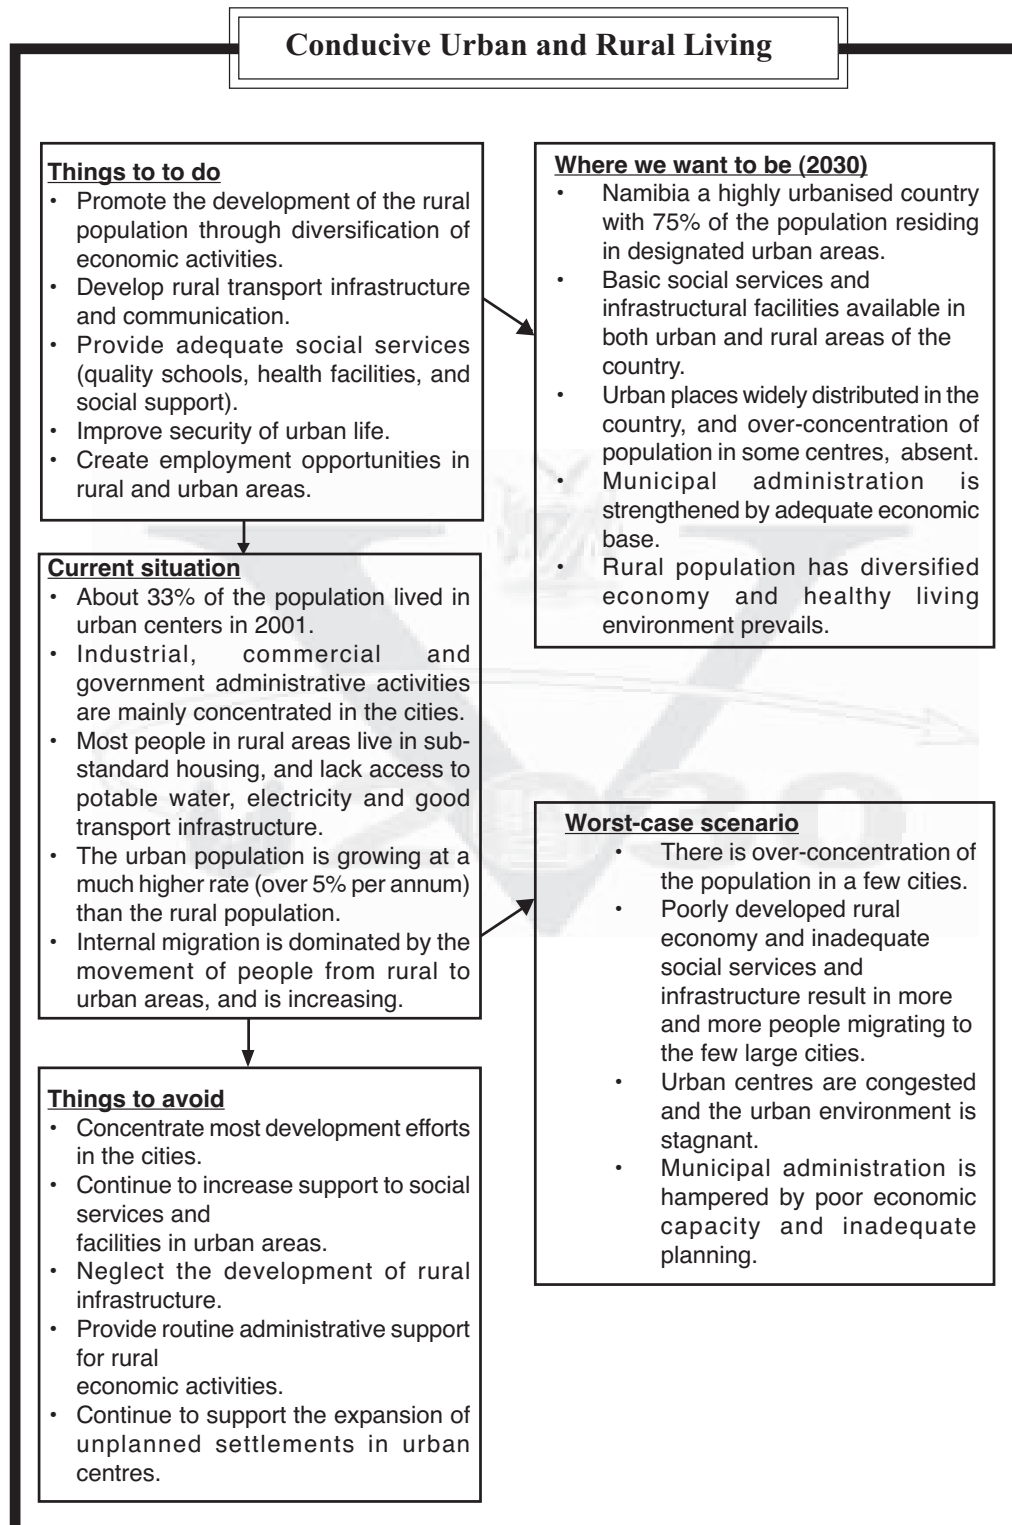 Conducive Urban and Rural Living
Things to to do
• Promote the development of the rural
population through diversification of
economic activities.
• Develop rural transport infrastructure
and communication.
• Provide adequate social services
(quality schools, health facilities, and
social support).
• Improve security of urban life.
• Create employment opportunities in
rural and urban areas.
Current situation
• About 33% of the population lived in
urban centers in 2001.
• Industrial, commercial and
government administrative activities
are mainly concentrated in the cities.
• Most people in rural areas live in sub-
standard housing, and lack access to
potable water, electricity and good
transport infrastructure.
• The urban population is growing at a
much higher rate (over 5% per annum)
than the rural population.
• Internal migration is dominated by the
movement of people from rural to
urban areas, and is increasing.
Things to avoid
• Concentrate most development efforts
in the cities.
• Continue to increase support to social
services and
facilities in urban areas.
• Neglect the development of rural
infrastructure.
• Provide routine administrative support
for rural
economic activities.
• Continue to support the expansion of
unplanned settlements in urban
centres.
Where we want to be (2030)
• Namibia a highly urbanised country
with 75% of the population residing
in designated urban areas.
• Basic social services and
infrastructural facilities available in
both urban and rural areas of the
country.
• Urban places widely distributed in the
country, and over-concentration of
population in some centres, absent.
• Municipal administration is
strengthened by adequate economic
base.
• Rural population has diversified
economy and healthy living
environment prevails.
Worst-case scenario
• There is over-concentration of
the population in a few cities.
• Poorly developed rural
economy and inadequate
social services and
infrastructure result in more
and more people migrating to
the few large cities.
• Urban centres are congested
and the urban environment is
stagnant.
• Municipal administration is
hampered by poor economic
capacity and inadequate
planning.
V
2030